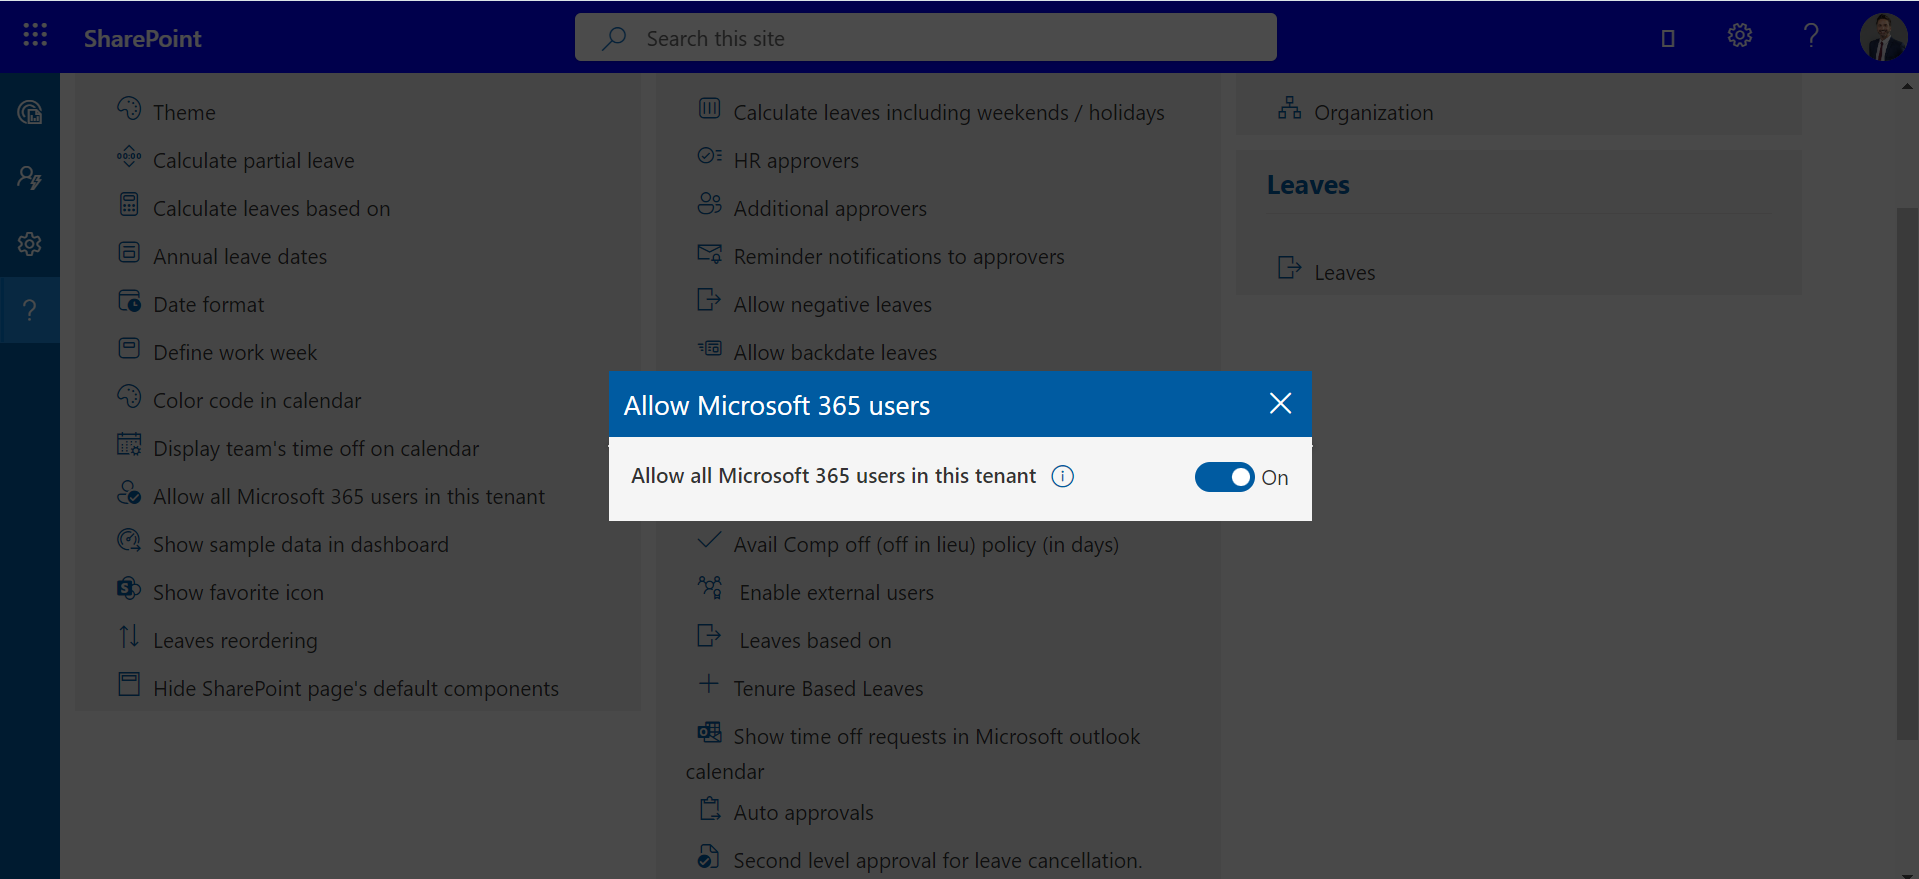 SharePoint
Search this site
Theme
Calculate partial leave
Calculate leaves based on
Annual leave dates
Date format
Define work week
Color code in calendar
Display team's time off on calendar
Allow all Microsoft 365 users in this tenant
Show sample data in dashboard
Show favorite icon
Leaves reordering
Hide SharePoint page's default components
Calculate leaves including weekends / holidays
HR approvers
Additional approvers
Reminder notifications to approvers
Allow negative leaves
Allow backdate leaves
Allow Microsoft 365 users
Allow all Microsoft 365 users in this tenant
On
Avail Comp off (off in lieu) policy (in days)
Enable external users
Leaves based on
Tenure Based Leaves
Show time off requests in Microsoft outlook
calendar
Auto approvals
Second level approval for leave cancellation.
Organization
Leaves
Leaves